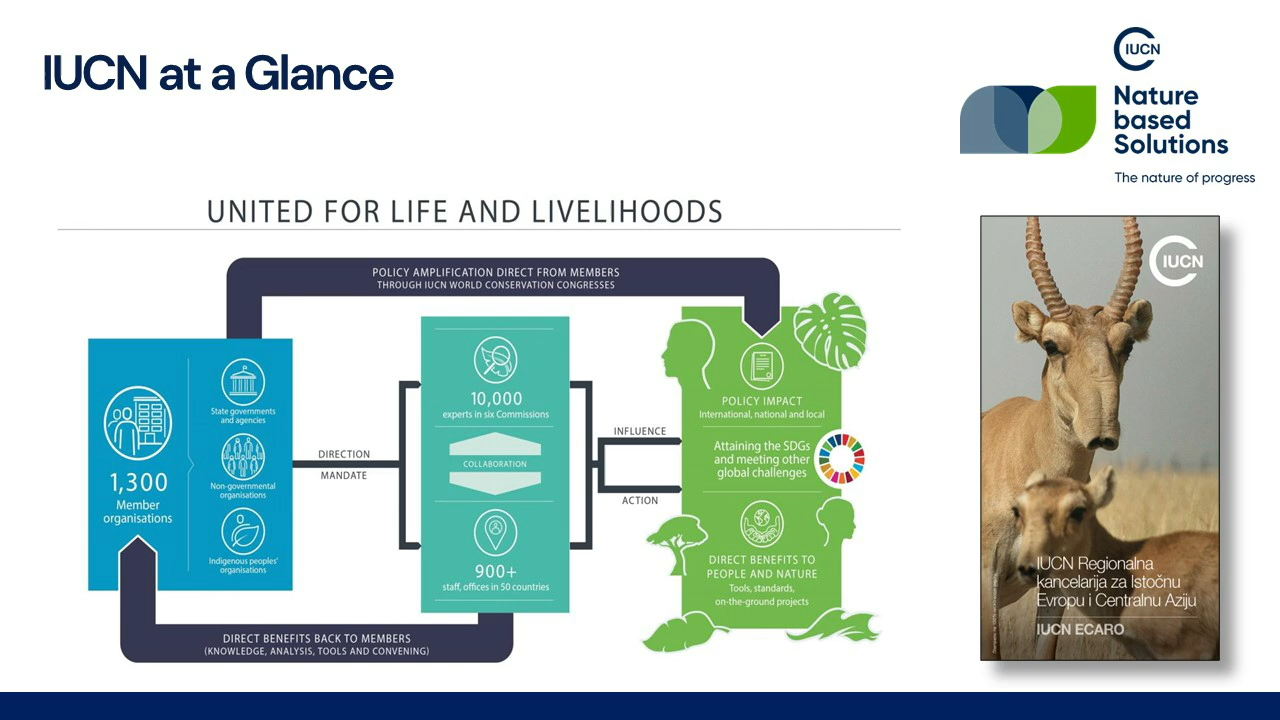 IUCN at a Glance
IUCN
Nature
based
Solutions
The nature of progress
UNITED FOR LIFE AND LIVELIHOODS
POLICY AMPLIFICATION DIRECT FROM MEMBERS
THROUGH IUCN WORLD CONSERVATION CONGRESSES
1,300
Member
organisations
State governments
and agencies
Non-governmental
organisations
Indigenous peoples'
organisations
DIRECTION
MANDATE
10,000
experts in six Commissions
COLLABORATION
900+
staff, offices in 50 countries
INFLUENCE
ACTION
POLICY IMPACT
International, national and local
Attaining the SDGs
and meeting other
global challenges
DIRECT BENEFITS TO
PEOPLE AND NATURE
Tools, standards,
on-the-ground projects
DIRECT BENEFITS BACK TO MEMBERS
(KNOWLEDGE, ANALYSIS, TOOLS AND CONVENING)
IUCN
IUCN Regionalna
kancelarija za Istočnu
Evropu i Centralnu Aziju
IUCN ECARO